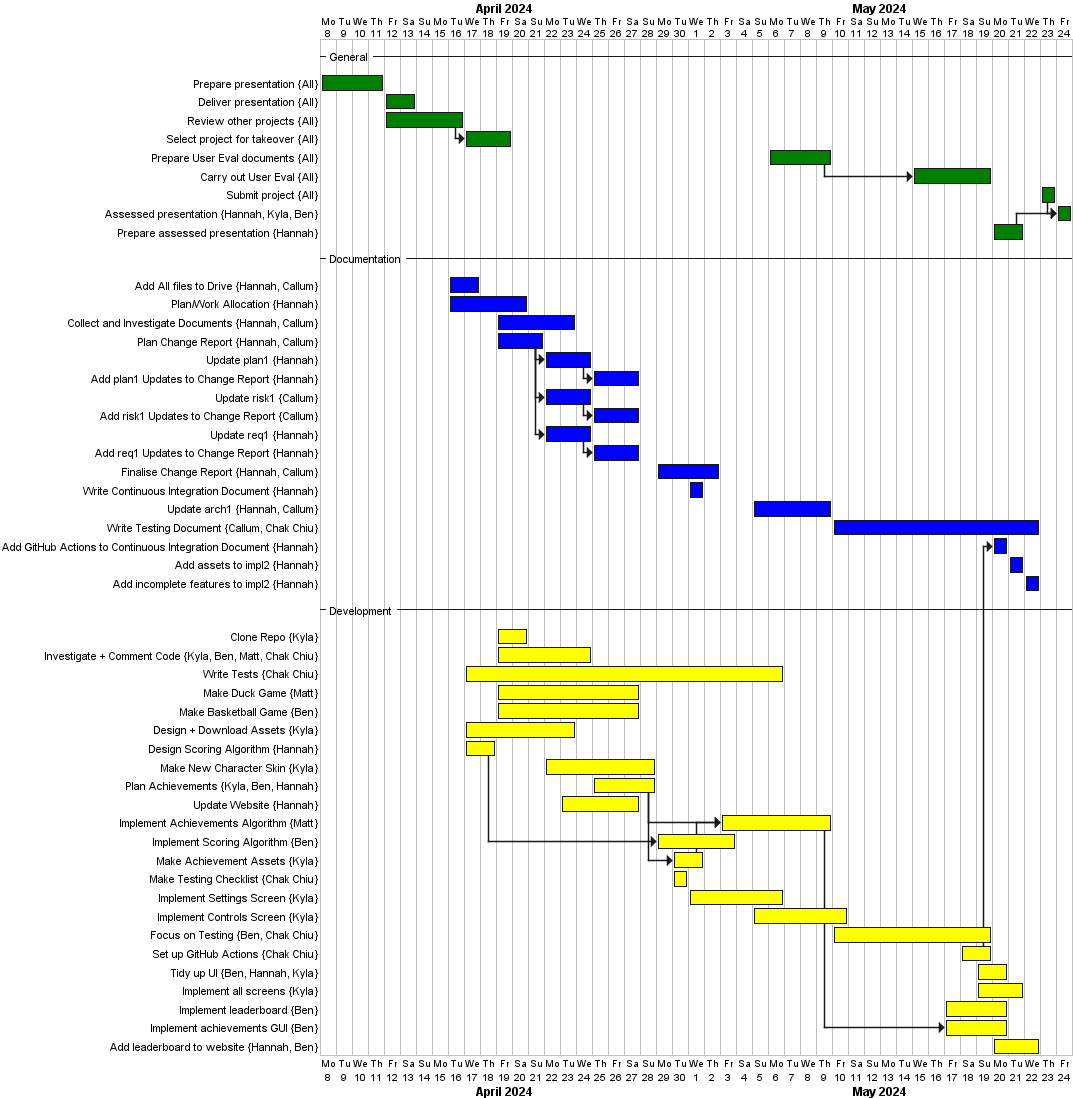 April 2024 May 2024
Mo Tu We Th Fr Sa Su Mo Tu We Th Fr Sa Su Mo Tu We Th Fr Sa Su Mo Tu We Th Fr Sa Su Mo Tu We Th Fr Sa Su Mo Tu We Th Fr Sa Su Mo Tu We Th Fr
8 9 10 11 12 13 14 15 16 17 18 19 20 21 22 23 24 25 26 27 28 29 30 1 2 3 4 5 6 7 8 9 10 11 12 13 14 15 16 17 18 19 20 21 22 23 24
General
Prepare presentation {All}
Deliver presentation {All}
Review other projects {All}
Select project for takeover {All}
Prepare User Eval documents {All}
Carry out User Eval {All}
Submit project {All}
Assessed presentation {Hannah, Kyla, Ben}
Prepare assessed presentation {Hannah}
Documentation
Add All files to Drive {Hannah, Callum}
Plan/Work Allocation {Hannah}
Collect and Investigate Documents {Hannah, Callum}
Plan Change Report {Hannah, Callum}
Update plan1 {Hannah}
Add plan1 Updates to Change Report {Hannah}
Update risk1 {Callum}
Add risk1 Updates to Change Report {Callum}
Update req1 {Hannah}
Add req1 Updates to Change Report {Hannah}
Finalise Change Report {Hannah, Callum}
Write Continuous Integration Document {Hannah}
Update arch1 {Hannah, Callum}
Write Testing Document {Callum, Chak Chiu}
Add GitHub Actions to Continuous Integration Document {Hannah}
Add assets to impl2 {Hannah}
Add incomplete features to impl2 {Hannah}
Development
Clone Repo {Kyla}
Investigate + Comment Code {Kyla, Ben, Matt, Chak Chiu}
Write Tests {Chak Chiu}
Make Duck Game {Matt}
Make Basketball Game {Ben}
Design + Download Assets {Kyla}
Design Scoring Algorithm {Hannah}
Make New Character Skin {Kyla}
Plan Achievements {Kyla, Ben, Hannah}
Update Website {Hannah}
Implement Achievements Algorithm {Matt}
Implement Scoring Algorithm {Ben}
Make Achievement Assets {Kyla}
Make Testing Checklist {Chak Chiu}
Implement Settings Screen {Kyla}
Implement Controls Screen {Kyla}
Focus on Testing {Ben, Chak Chiu}
Set up GitHub Actions {Chak Chiu}
Tidy up UI {Ben, Hannah, Kyla}
Implement all screens {Kyla}
Implement leaderboard {Ben}
Implement achievements GUI {Ben}
Add leaderboard to website {Hannah, Ben}
Mo Tu We Th Fr Sa Su Mo Tu We Th Fr Sa Su Mo Tu We Th Fr Sa Su Mo Tu We Th Fr Sa Su Mo Tu We Th Fr Sa Su Mo Tu We Th Fr Sa Su Mo Tu We Th Fr
8 9 10 11 12 13 14 15 16 17 18 19 20 21 22 23 24 25 26 27 28 29 30 1 2 3 4 5 6 7 8 9 10 11 12 13 14 15 16 17 18 19 20 21 22 23 24
April 2024 May 2024